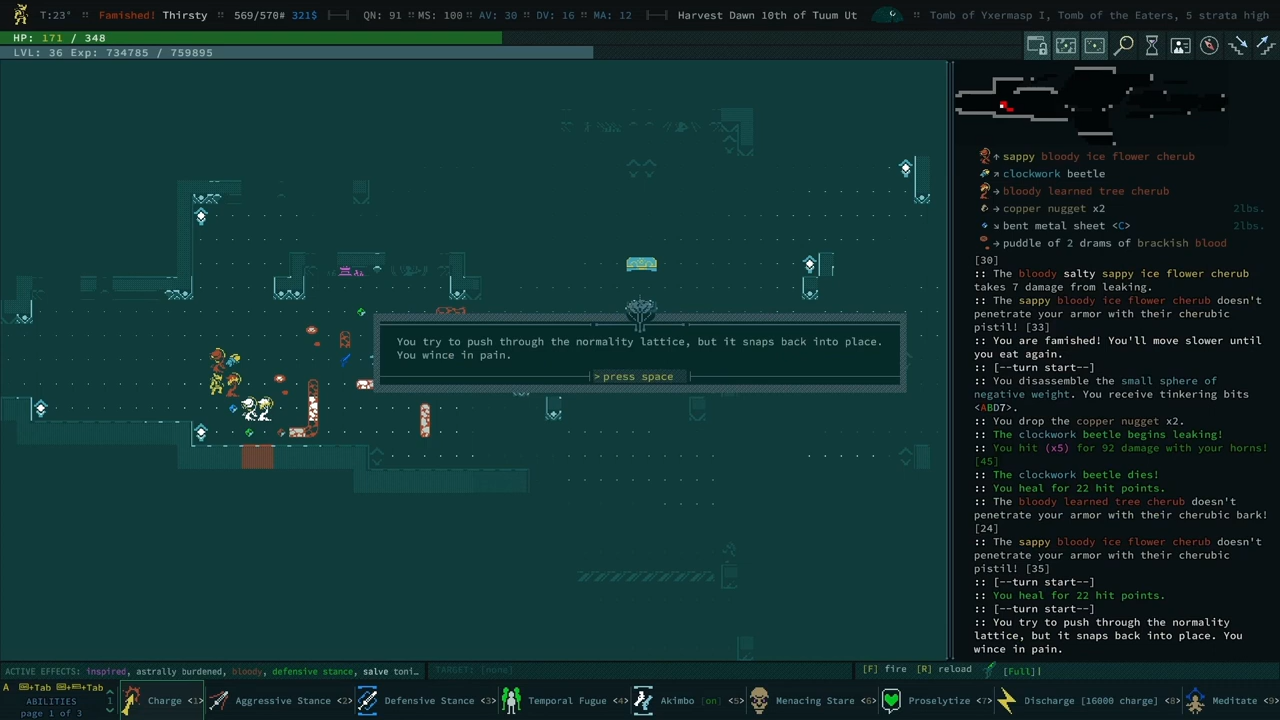 T:23° Famished! Thirsty 569/570# 321$ QN: 91 MS: 100 AV: 30 DV: 16 MA: 12 Harvest Dawn 10th of Tuum Ut Tomb of Yxermasp I, Tomb of the Eaters, 5 strata high
HP: 171 / 348
LVL: 36 Exp: 734785 / 759895
sappy bloody ice flower cherub
clockwork beetle
bloody learned tree cherub
copper nugget x2 2lbs.
bent metal sheet <C> 2lbs.
puddle of 2 drams of brackish blood
[30]
:: The bloody salty sappy ice flower cherub
takes 7 damage from leaking.
:: The sappy bloody ice flower cherub doesn't
penetrate your armor with their cherubic
pistil! [33]
:: You are famished! You'll move slower until
you eat again.
:: [--turn start--]
:: You disassemble the small sphere of
negative weight. You receive tinkering bits
<ABD7>.
:: You drop the copper nugget x2.
:: The clockwork beetle begins leaking!
:: You hit (x5) for 92 damage with your horns!
[45]
:: The clockwork beetle dies!
:: You heal for 22 hit points.
:: The bloody learned tree cherub doesn't
penetrate your armor with their cherubic bark!
[24]
:: The sappy bloody ice flower cherub doesn't
penetrate your armor with their cherubic
pistil! [35]
:: [--turn start--]
:: You heal for 22 hit points.
:: [--turn start--]
:: You try to push through the normality
lattice, but it snaps back into place. You
wince in pain.
You try to push through the normality lattice, but it snaps back into place.
You wince in pain.
> press space
ACTIVE EFFECTS: inspired, astrally burdened, bloody, defensive stance, salve toni… TARGET: [none] [F] fire [R] reload [Full]
A Tab Tab
ABILITIES
page 1 of 3
Charge <1> Aggressive Stance <2> Defensive Stance <3> Temporal Fugue <4> Akimbo [on] <5> Menacing Stare <6> Proselytize <7> Discharge [16000 charge] <8> Meditate <9>